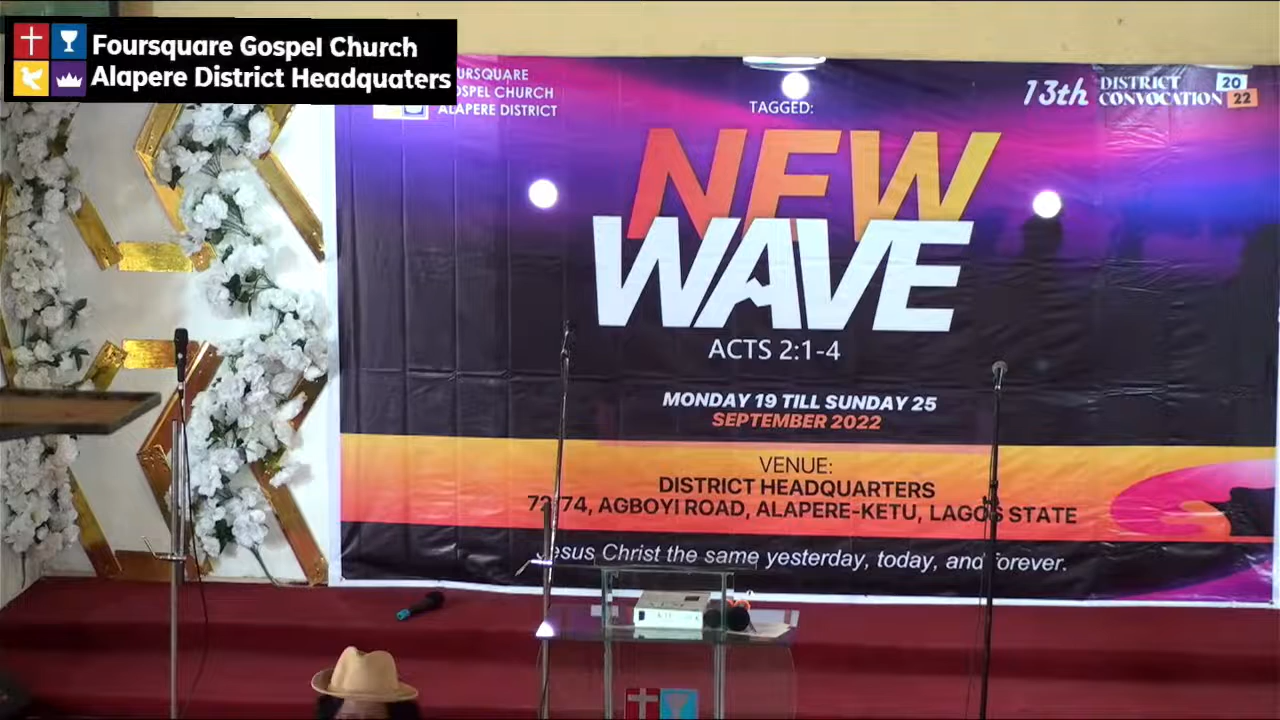 Foursquare Gospel Church
Alapere District Headquaters
URSQUARE
OSPEL CHURCH
ALAPERE DISTRICT
TAGGED:
13th DISTRICT CONVOCATION 20 22
NEW
WAVE
ACTS 2:1-4
MONDAY 19 TILL SUNDAY 25
SEPTEMBER 2022
VENUE:
DISTRICT HEADQUARTERS
72/74, AGBOYI ROAD, ALAPERE-KETU, LAGOS STATE
Jesus Christ the same yesterday, today, and forever.